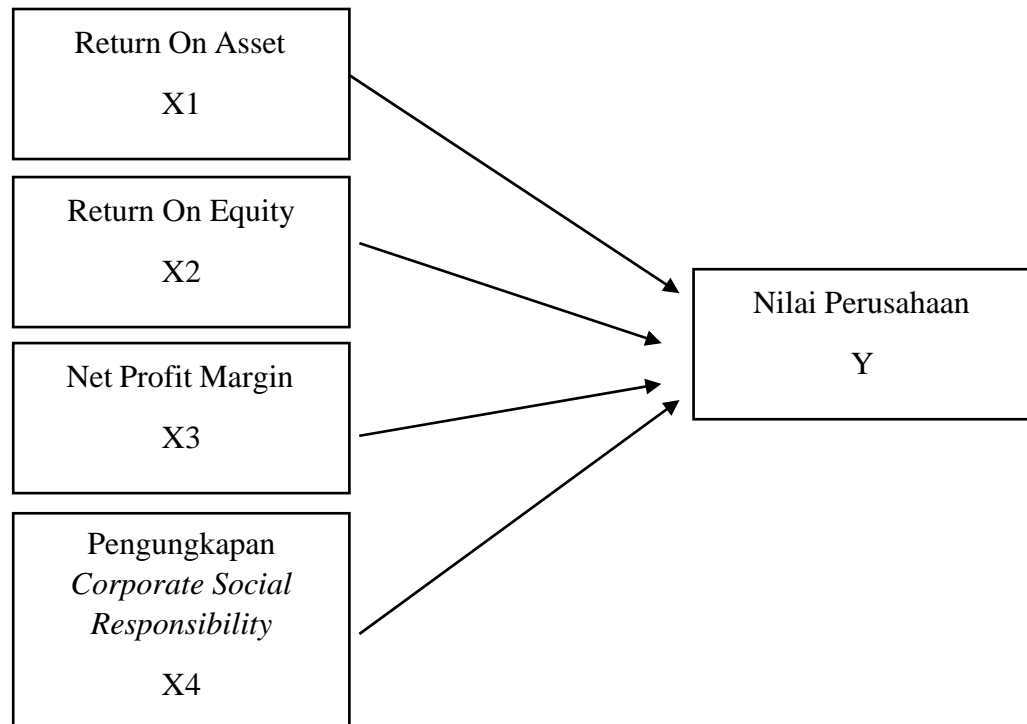 Return On Asset
X1
Return On Equity
X2
Net Profit Margin
X3
Pengungkapan
Corporate Social
Responsibility
X4
Nilai Perusahaan
Y